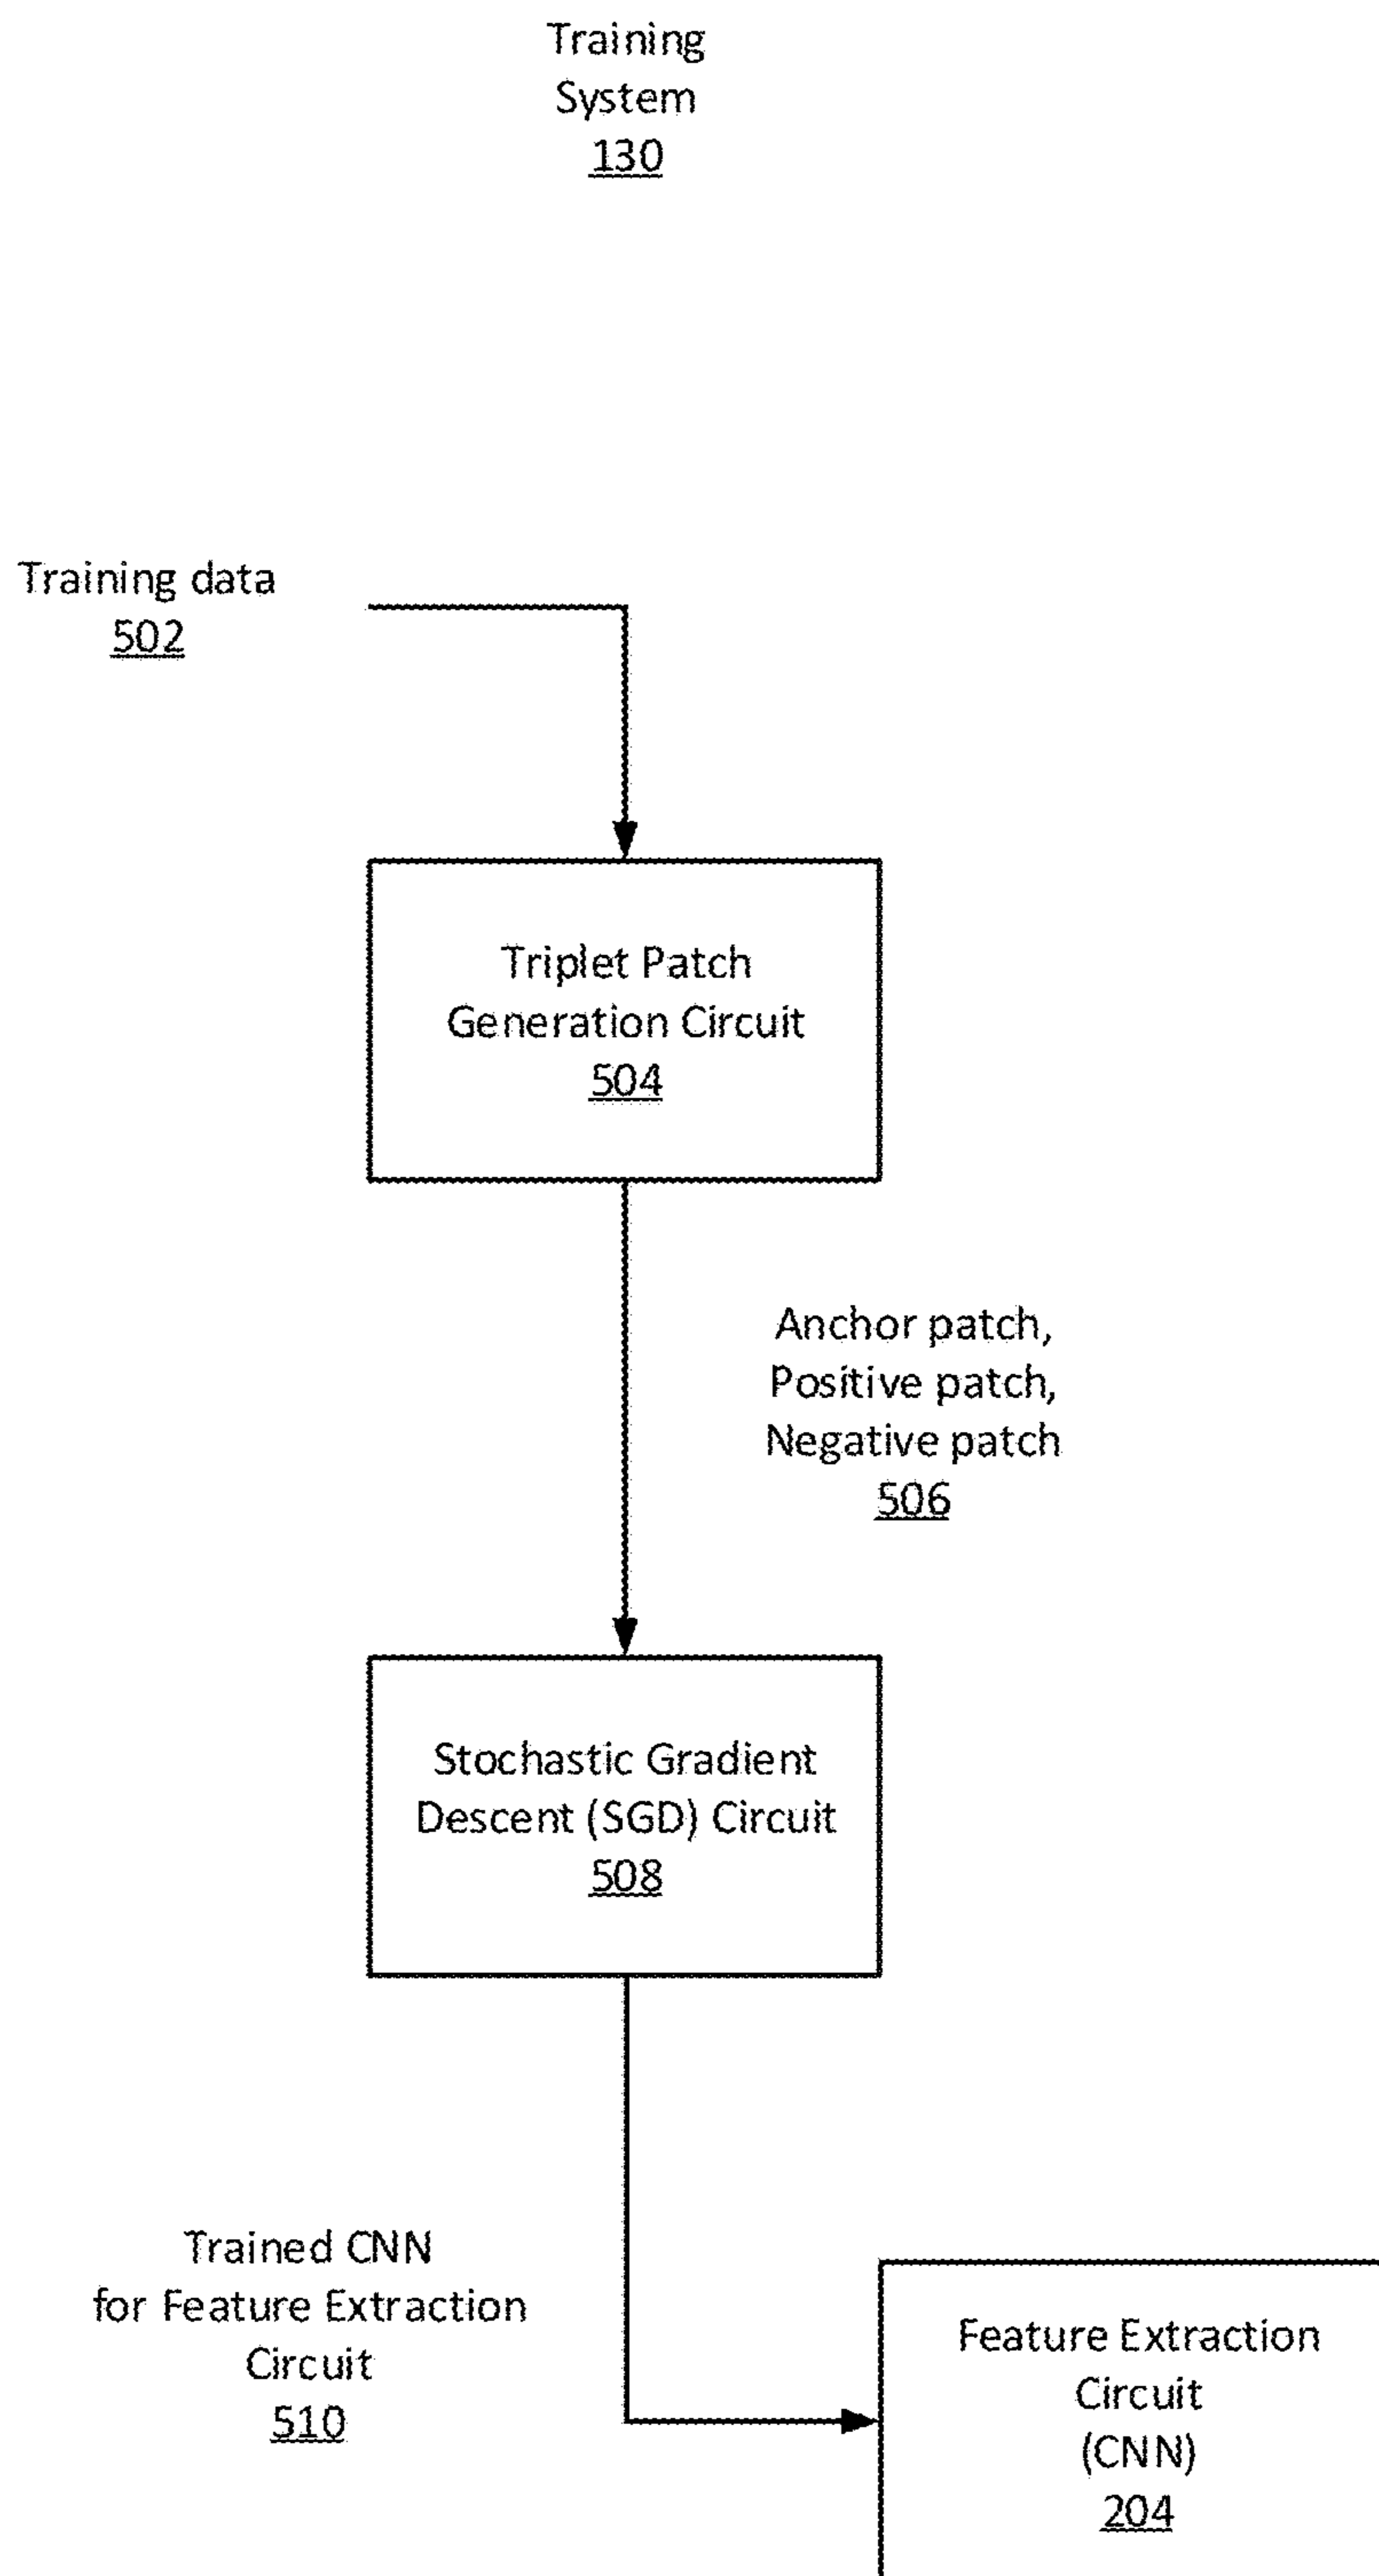 Training
System
130
Training data
502
Triplet Patch
Generation Circuit
504
Anchor patch,
Positive patch,
Negative patch
506
Stochastic Gradient
Descent (SGD) Circuit
508
Trained CNN
for Feature Extraction
Circuit
510
Feature Extraction
Circuit
(CNN)
204